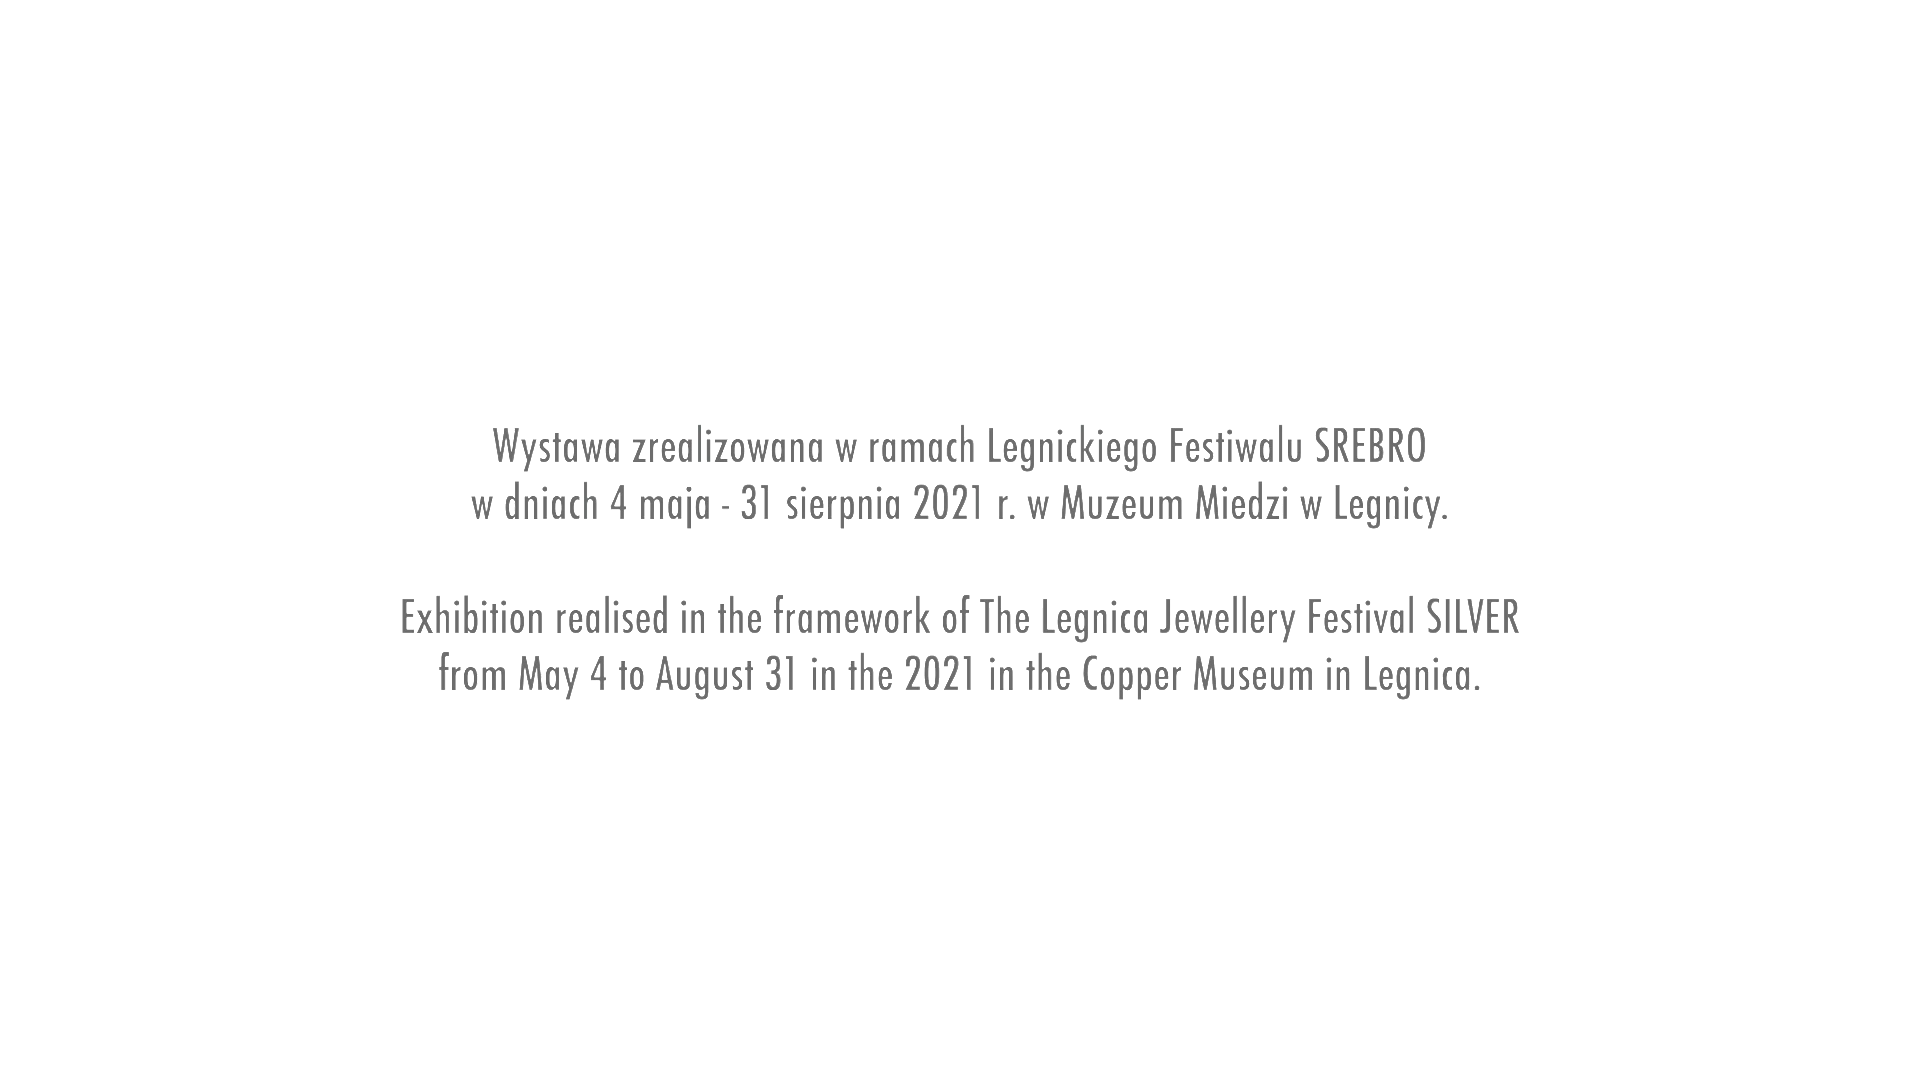 Wystawa zrealizowana w ramach Legnickiego Festiwalu SREBRO
w dniach 4 maja - 31 sierpnia 2021 r. w Muzeum Miedzi w Legnicy.
Exhibition realised in the framework of The Legnica Jewellery Festival SILVER
from May 4 to August 31 in the 2021 in the Copper Museum in Legnica.